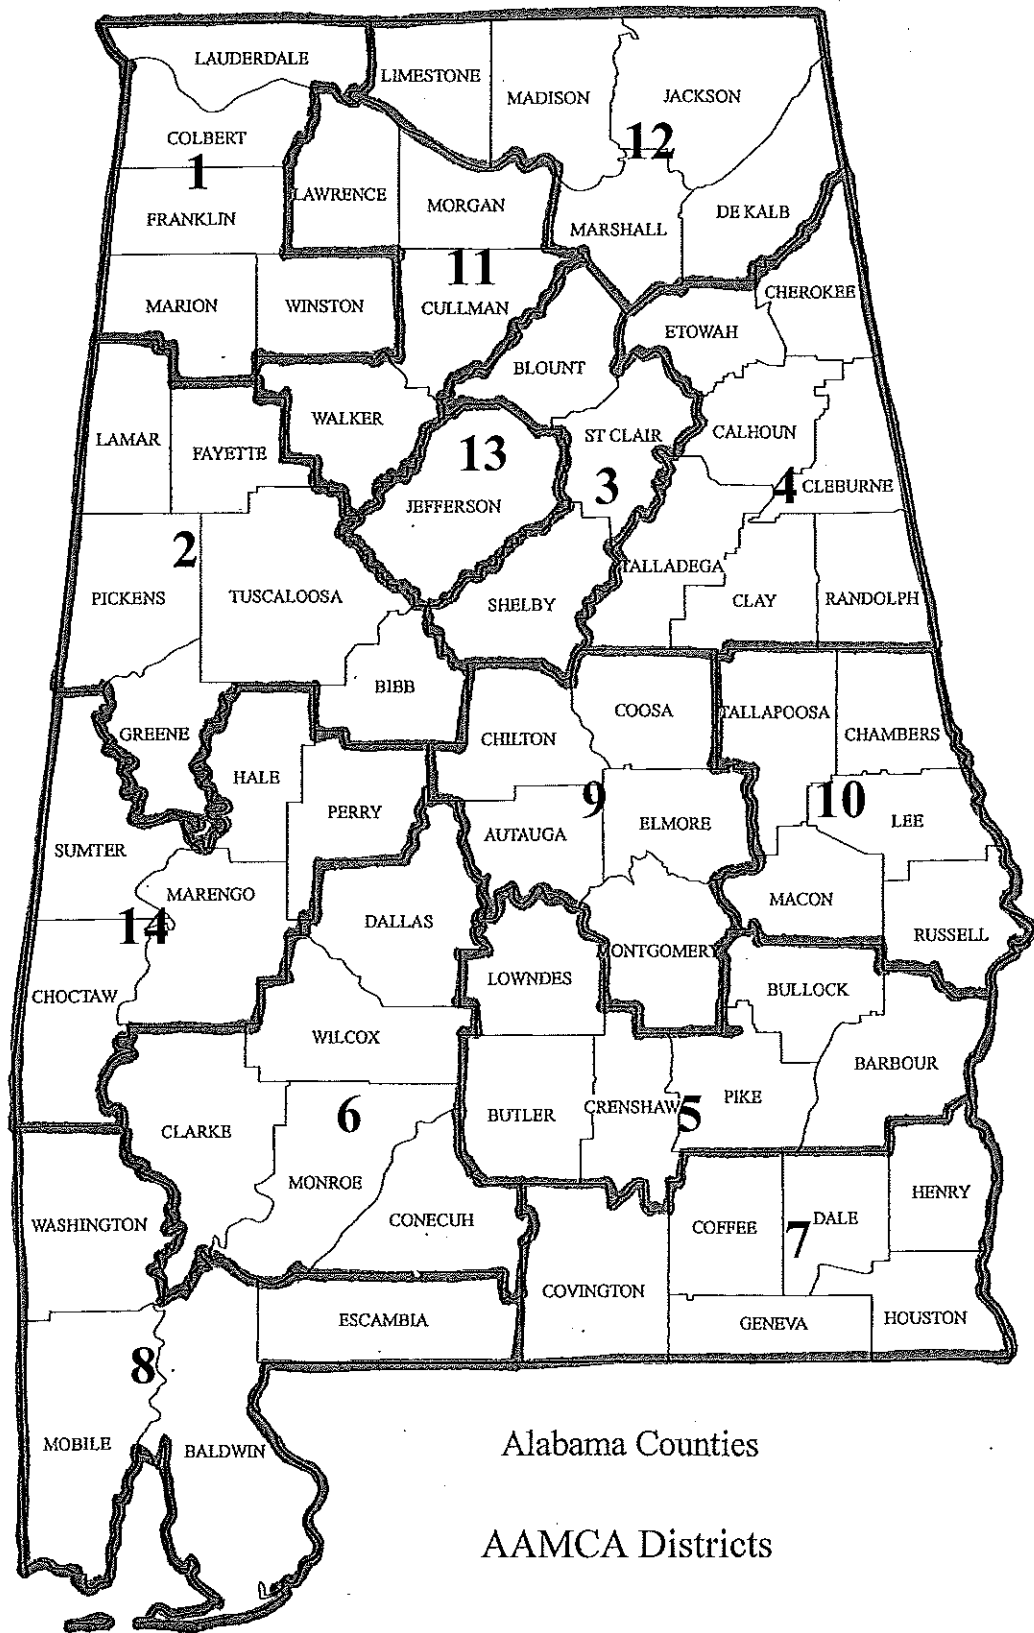 LAUDERDALE
LIMESTONE
MADISON
JACKSON
COLBERT
12
1
LAWRENCE
MORGAN
FRANKLIN
DE KALB
MARSHALL
11
MARION
WINSTON
CULLMAN
CHEROKEE
ETOWAH
BLOUNT
WALKER
LAMAR
FAYETTE
13
ST CLAIR
CALHOUN
3
4
CLEBURNE
JEFFERSON
2
TALLADEGA
PICKENS
TUSCALOOSA
SHELBY
CLAY
RANDOLPH
BIBB
COOSA
TALLAPOOSA
GREENE
CHILTON
CHAMBERS
HALE
PERRY
9
10
AUTAUGA
ELMORE
LEE
SUMTER
MARENGO
MACON
14
DALLAS
RUSSELL
MONTGOMERY
LOWNDES
BULLOCK
CHOCTAW
WILCOX
BARBOUR
6
BUTLER
CRENSHAW
5
PIKE
CLARKE
MONROE
HENRY
WASHINGTON
CONECUH
COFFEE
7
DALE
COVINGTON
ESCAMBIA
GENEVA
HOUSTON
8
MOBILE
BALDWIN
Alabama Counties
AAMCA Districts